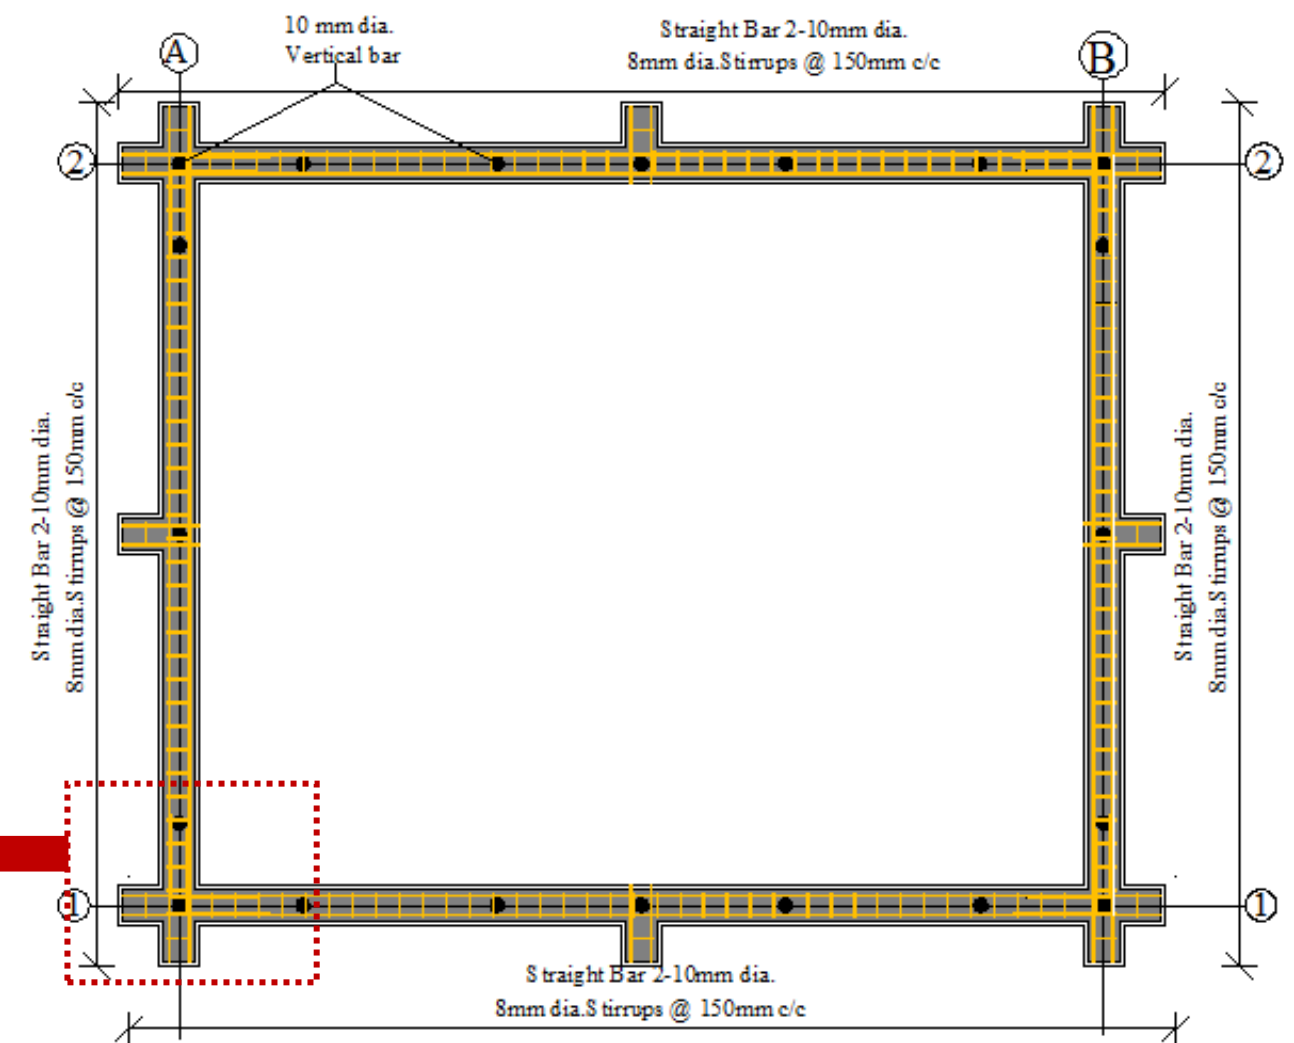 10 mm dia.
Vertical bar
Straight Bar 2-10mm dia.
8mm dia.Stirrups @ 150mm c/c
A
B
2
2
Straight Bar 2-10mm dia.
8mm dia.Stirrups @ 150mm c/c
Straight Bar 2-10mm dia.
8mm dia.Stirrups @ 150mm c/c
1
1
Straight Bar 2-10mm dia.
8mm dia.Stirrups @ 150mm c/c